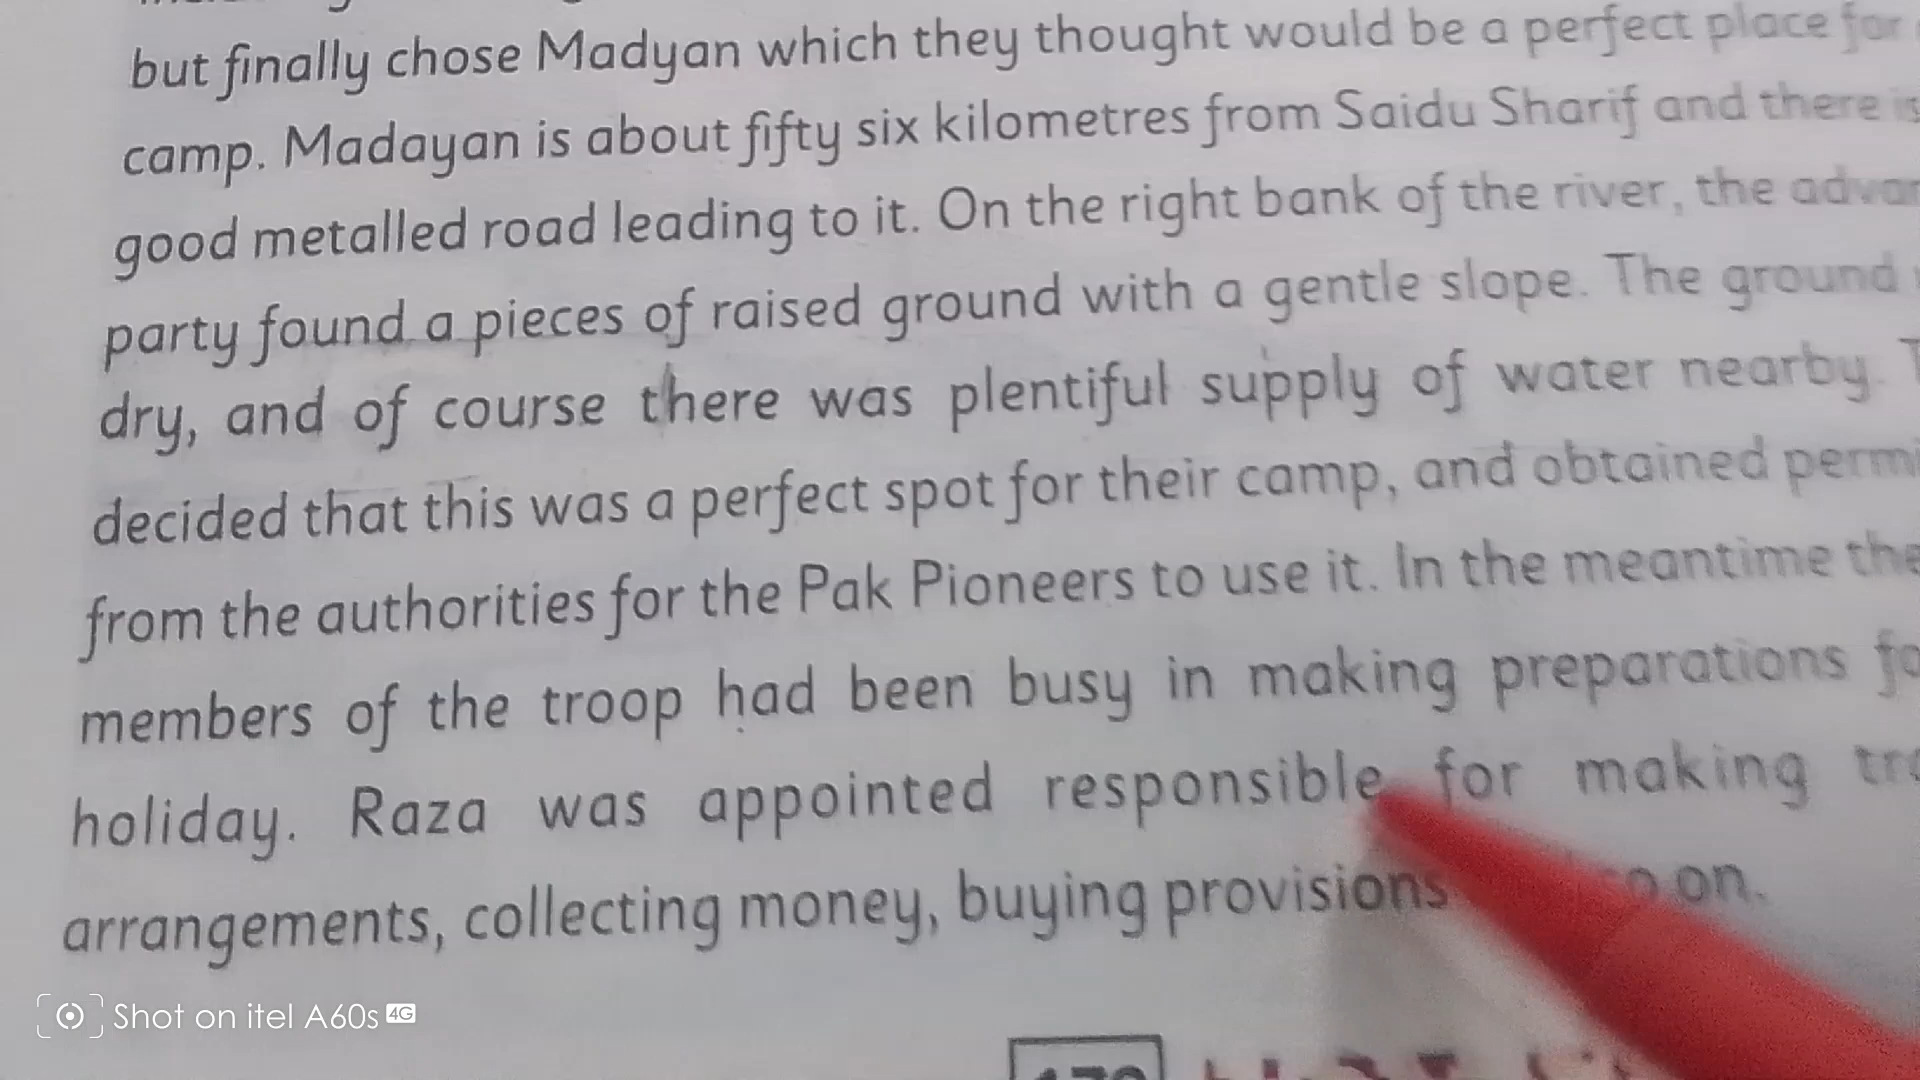 but finally chose Madyan which they thought would be a perfect place for
camp. Madayan is about fifty six kilometres from Saidu Sharif and there is
good metalled road leading to it. On the right bank of the river, the
party found a pieces of raised ground with a gentle slope. The ground
dry, and of course there was plentiful supply of water nearby.
decided that this was a perfect spot for their camp, and obtained
from the authorities for the Pak Pioneers to use it. In the meantime the
members of the troop had been busy in making preparations
holiday. Raza was appointed responsible for making
arrangements, collecting money, buying provisions on.
Shot on itel A60s 4G